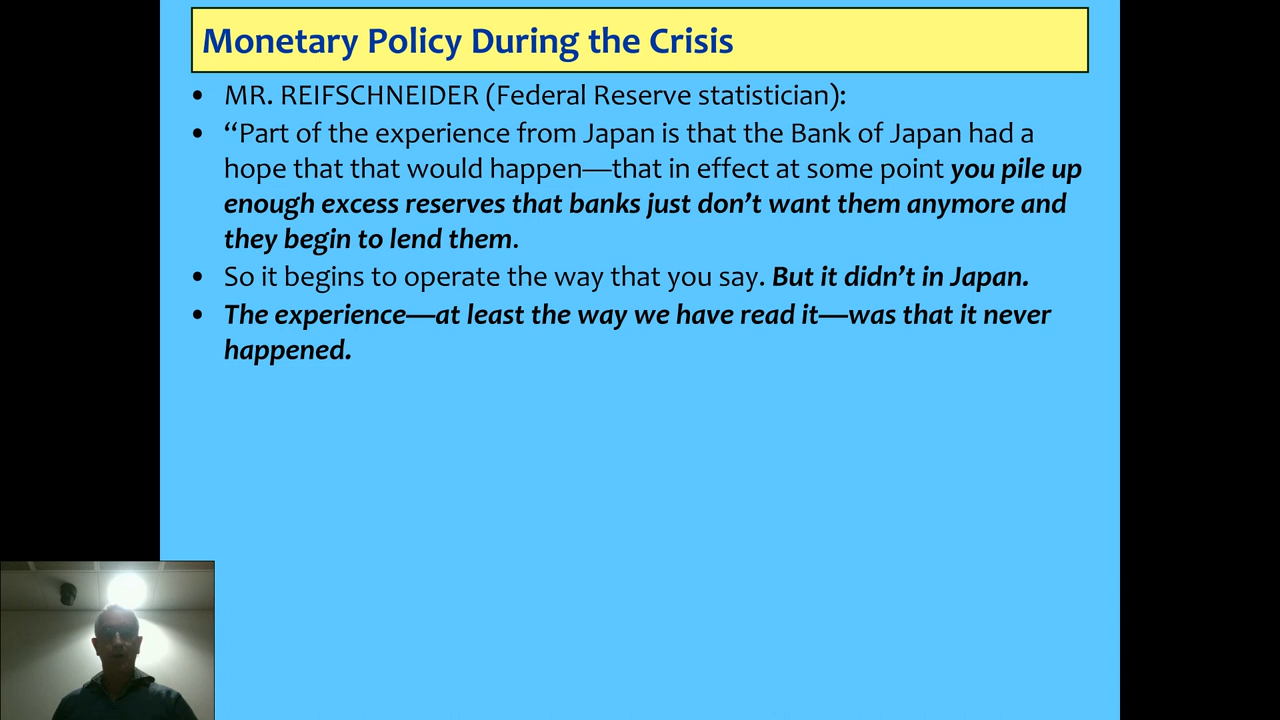 Monetary Policy During the Crisis
• MR. REIFSCHNEIDER (Federal Reserve statistician):
• “Part of the experience from Japan is that the Bank of Japan had a
hope that that would happen—that in effect at some point you pile up
enough excess reserves that banks just don’t want them anymore and
they begin to lend them.
• So it begins to operate the way that you say. But it didn’t in Japan.
• The experience—at least the way we have read it—was that it never
happened.